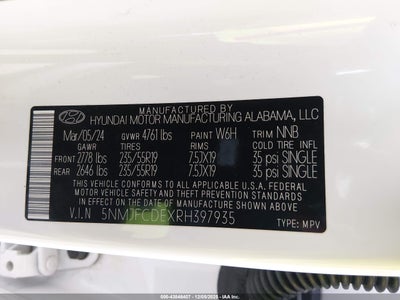 MANUFACTURED BY
HYUNDAI MOTOR MANUFACTURING ALABAMA, LLC
Mar/05/24 GVWR 4761 lbs PAINT W6H TRIM NNB
GAWR TIRES RIMS COLD TIRE INFL
FRONT 2778 lbs 235/55R19 7.5JX19 35 psi SINGLE
REAR 2646 lbs 235/55R19 7.5JX19 35 psi SINGLE
THIS VEHICLE CONFORMS TO ALL APPLICABLE
FEDERAL MOTOR VEHICLE SAFETY STANDARDS IN EFFECT
ON THE DATE OF MANUFACTURE SHOWN ABOVE.
V.I.N 5NMJFCDEXRH397935 TYPE: MPV